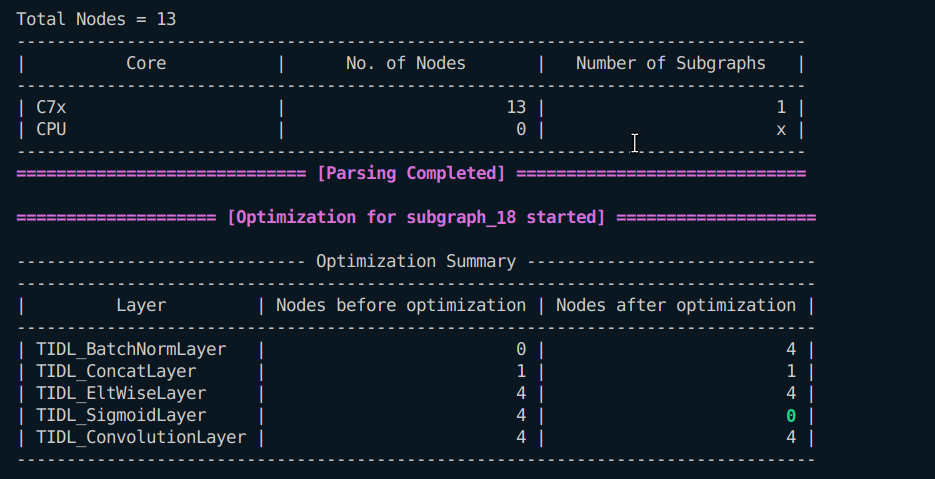 Total Nodes = 13
-------------------------------------------------------------------------------
|          Core           |      No. of Nodes       |   Number of Subgraphs   |
-------------------------------------------------------------------------------
| C7x                     |                      13 |                       1 |
| CPU                     |                       0 |                       x |
-------------------------------------------------------------------------------
============================= [Parsing Completed] =============================
==================== [Optimization for subgraph_18 started] ====================
----------------------------- Optimization Summary -----------------------------
--------------------------------------------------------------------------------
|         Layer         | Nodes before optimization | Nodes after optimization |
--------------------------------------------------------------------------------
| TIDL_BatchNormLayer   |                         0 |                        4 |
| TIDL_ConcatLayer      |                         1 |                        1 |
| TIDL_EltWiseLayer     |                         4 |                        4 |
| TIDL_SigmoidLayer     |                         4 |                        0 |
| TIDL_ConvolutionLayer |                         4 |                        4 |
--------------------------------------------------------------------------------